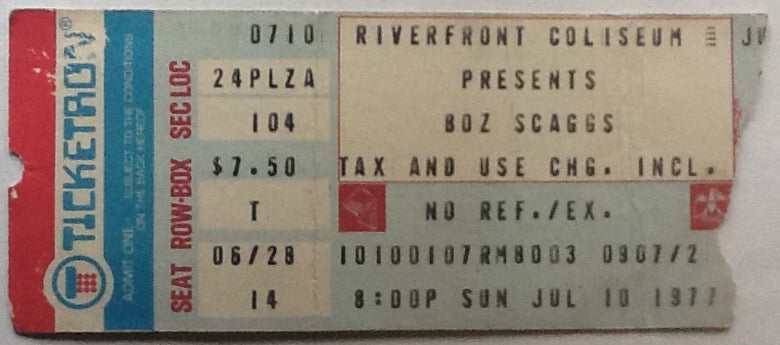 TICKETRON®
ADMIT ONE SUBJECT TO THE CONDITIONS
ON THE BACK HEREOF
SEAT ROW-BOX SEC LOC
0710
24PLZA
104
$7.50
T
06/28
14
RIVERFRONT COLISEUM
PRESENTS
BOZ SCAGGS
TAX AND USE CHG. INCL.
NO REF./EX.
10100107RM8003 0907/2
8:00P SUN JUL 10 1977